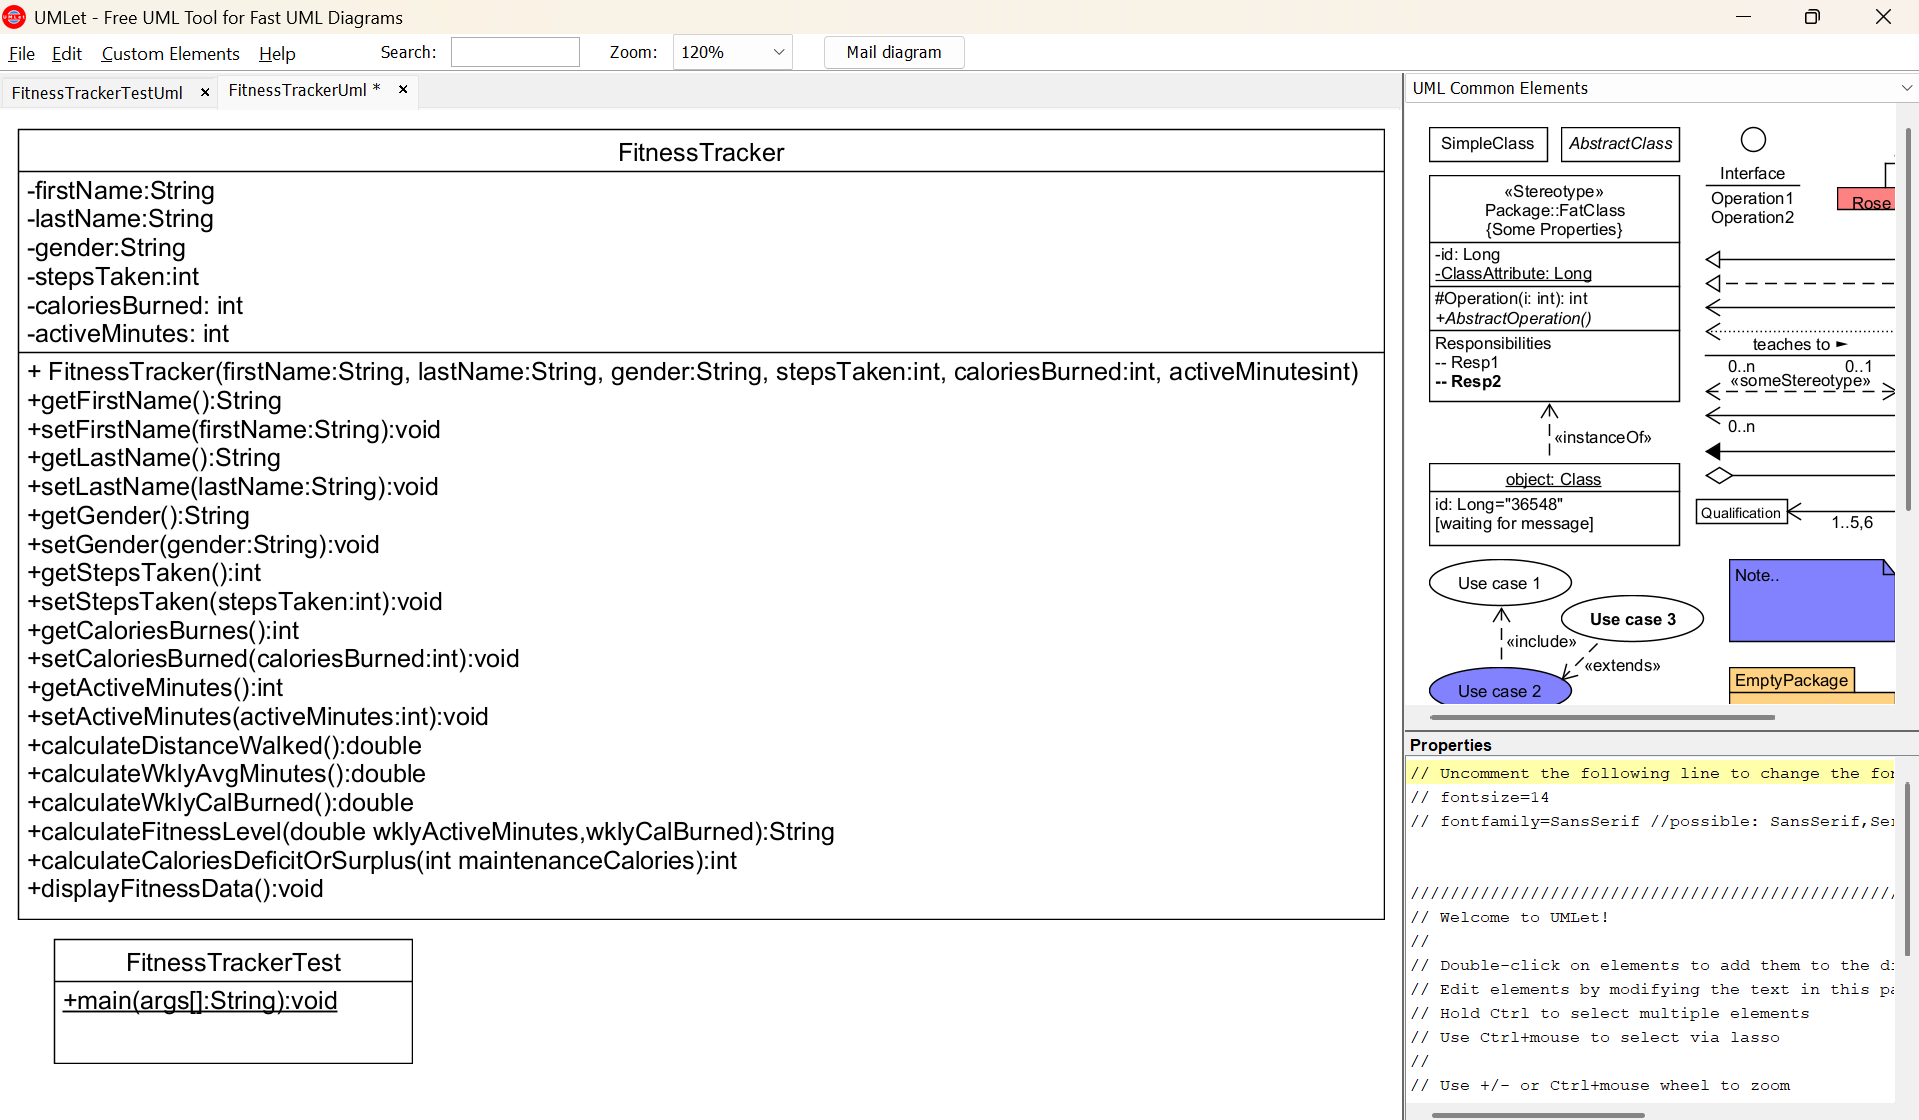 UMLet - Free UML Tool for Fast UML Diagrams
File Edit Custom Elements Help Search: Zoom: 120% Mail diagram
FitnessTrackerTestUml × FitnessTrackerUml * ×
FitnessTracker
-firstName:String
-lastName:String
-gender:String
-stepsTaken:int
-caloriesBurned: int
-activeMinutes: int
+ FitnessTracker(firstName:String, lastName:String, gender:String, stepsTaken:int, caloriesBurned:int, activeMinutesint)
+getFirstName():String
+setFirstName(firstName:String):void
+getLastName():String
+setLastName(lastName:String):void
+getGender():String
+setGender(gender:String):void
+getStepsTaken():int
+setStepsTaken(stepsTaken:int):void
+getCaloriesBurnes():int
+setCaloriesBurned(caloriesBurned:int):void
+getActiveMinutes():int
+setActiveMinutes(activeMinutes:int):void
+calculateDistanceWalked():double
+calculateWklyAvgMinutes():double
+calculateWklyCalBurned():double
+calculateFitnessLevel(double wklyActiveMinutes,wklyCalBurned):String
+calculateCaloriesDeficitOrSurplus(int maintenanceCalories):int
+displayFitnessData():void
FitnessTrackerTest
+main(args[]:String):void
UML Common Elements
SimpleClass
AbstractClass
«Stereotype»
Package::FatClass
{Some Properties}
-id: Long
-ClassAttribute: Long
#Operation(i: int): int
+AbstractOperation()
Responsibilities
-- Resp1
-- Resp2
«instanceOf»
object: Class
id: Long="36548"
[waiting for message]
Use case 1
«include»
Use case 3
«extends»
Use case 2
Interface
Operation1
Operation2
Rose
teaches to ►
0..n 0..1
«someStereotype»
0..n
Qualification
1..5,6
Note..
EmptyPackage
Properties
// Uncomment the following line to change the for
// fontsize=14
// fontfamily=SansSerif //possible: SansSerif,Ser
////////////////////////////////////////////////
// Welcome to UMLet!
//
// Double-click on elements to add them to the di
// Edit elements by modifying the text in this pa
// Hold Ctrl to select multiple elements
// Use Ctrl+mouse to select via lasso
//
// Use +/- or Ctrl+mouse wheel to zoom